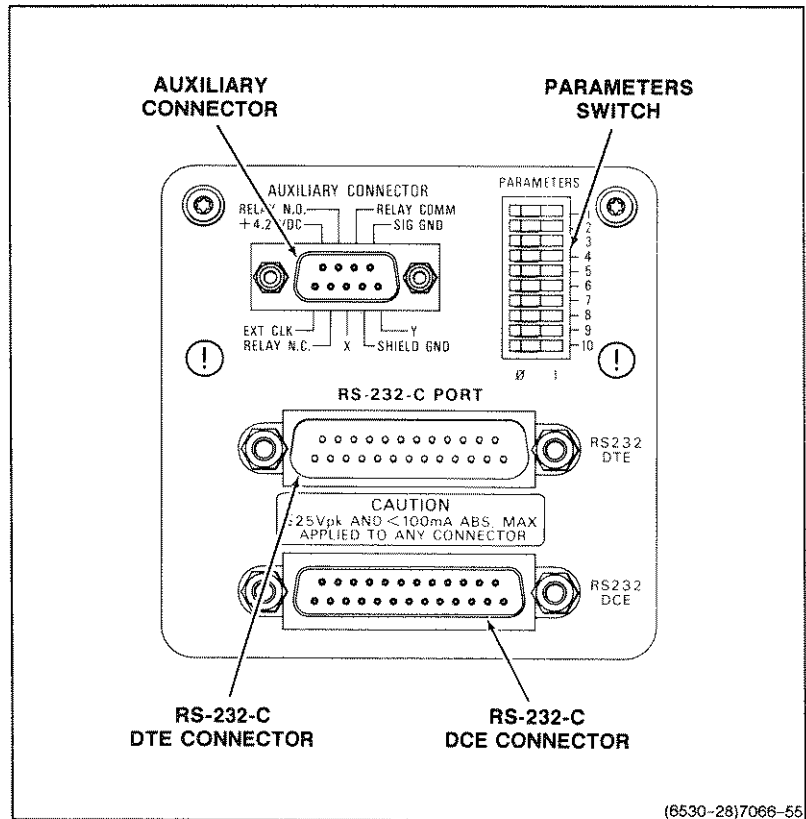 AUXILIARY
CONNECTOR
PARAMETERS
SWITCH
AUXILIARY CONNECTOR
RELAY N.O.
RELAY COMM
SIG GND
EXT CLK
RELAY N.C.
X
SHIELD GND
Y
PARAMETERS
1
2
3
4
5
6
7
8
9
10
Ø 1
!
!
RS-232-C PORT
RS232
DTE
CAUTION
25Vpk AND <100mA ABS. MAX
APPLIED TO ANY CONNECTOR
RS232
DCE
RS-232-C
DTE CONNECTOR
RS-232-C
DCE CONNECTOR
(6530-28)7066-55